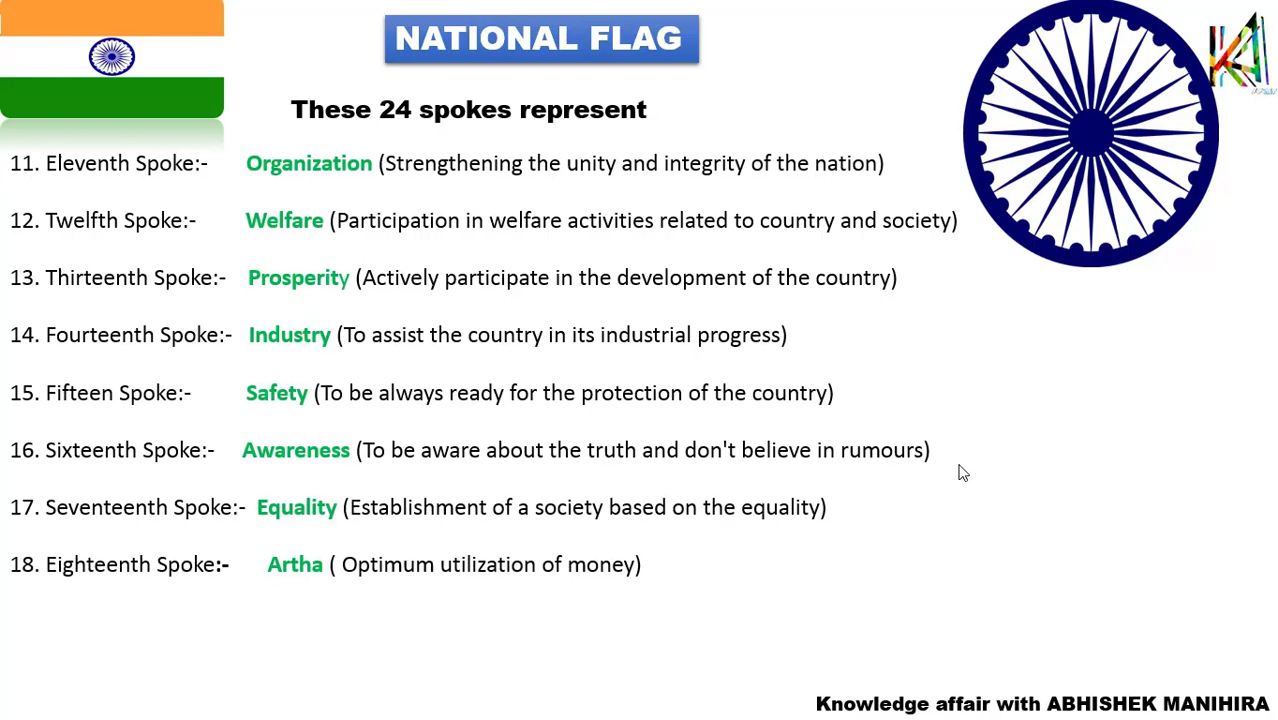 NATIONAL FLAG
These 24 spokes represent
11. Eleventh Spoke:- Organization (Strengthening the unity and integrity of the nation)
12. Twelfth Spoke:- Welfare (Participation in welfare activities related to country and society)
13. Thirteenth Spoke:- Prosperity (Actively participate in the development of the country)
14. Fourteenth Spoke:- Industry (To assist the country in its industrial progress)
15. Fifteen Spoke:- Safety (To be always ready for the protection of the country)
16. Sixteenth Spoke:- Awareness (To be aware about the truth and don't believe in rumours)
17. Seventeenth Spoke:- Equality (Establishment of a society based on the equality)
18. Eighteenth Spoke:- Artha ( Optimum utilization of money)
Knowledge affair with ABHISHEK MANIHIRA